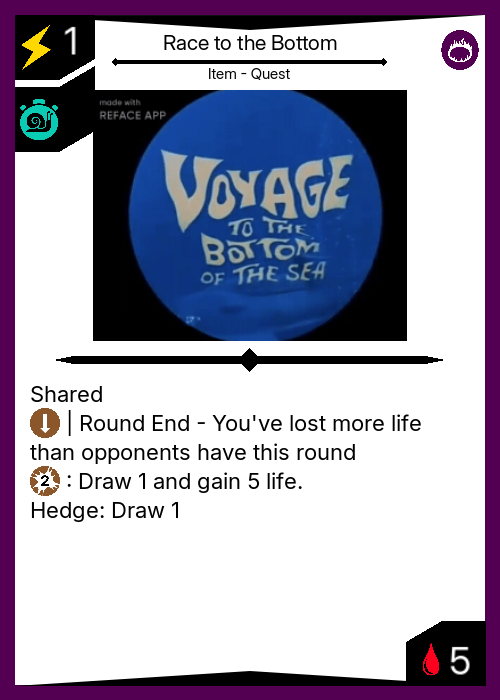 1
Race to the Bottom
Item - Quest
made with
REFACE APP
VOYAGE
TO THE
BOTTOM
OF THE SEA
Shared
| Round End - You've lost more life
than opponents have this round
2 : Draw 1 and gain 5 life.
Hedge: Draw 1
5